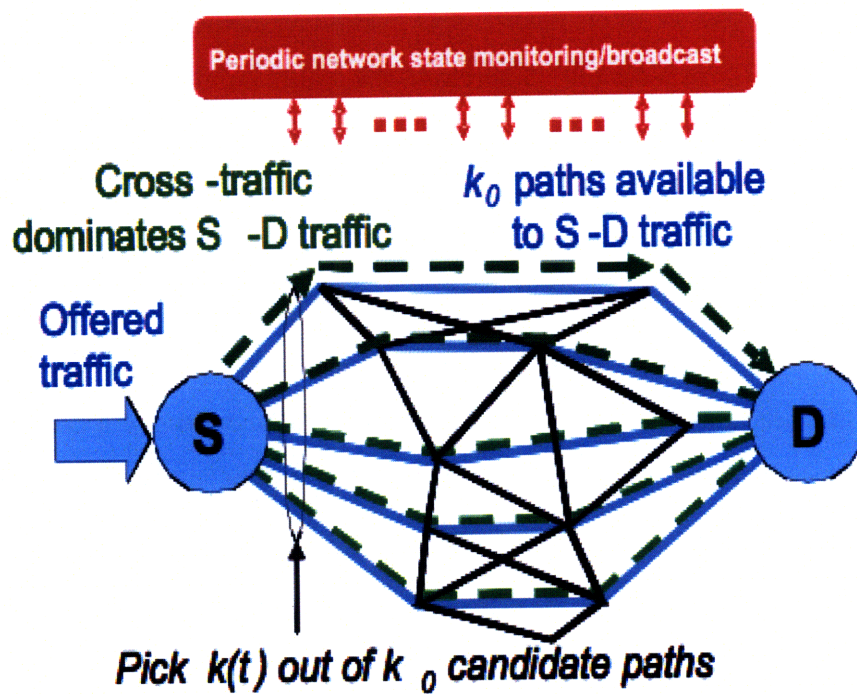 Periodic network state monitoring/broadcast
Cross -traffic
dominates S -D traffic
k0 paths available
to S -D traffic
Offered
traffic
S
D
Pick k(t) out of k 0 candidate paths